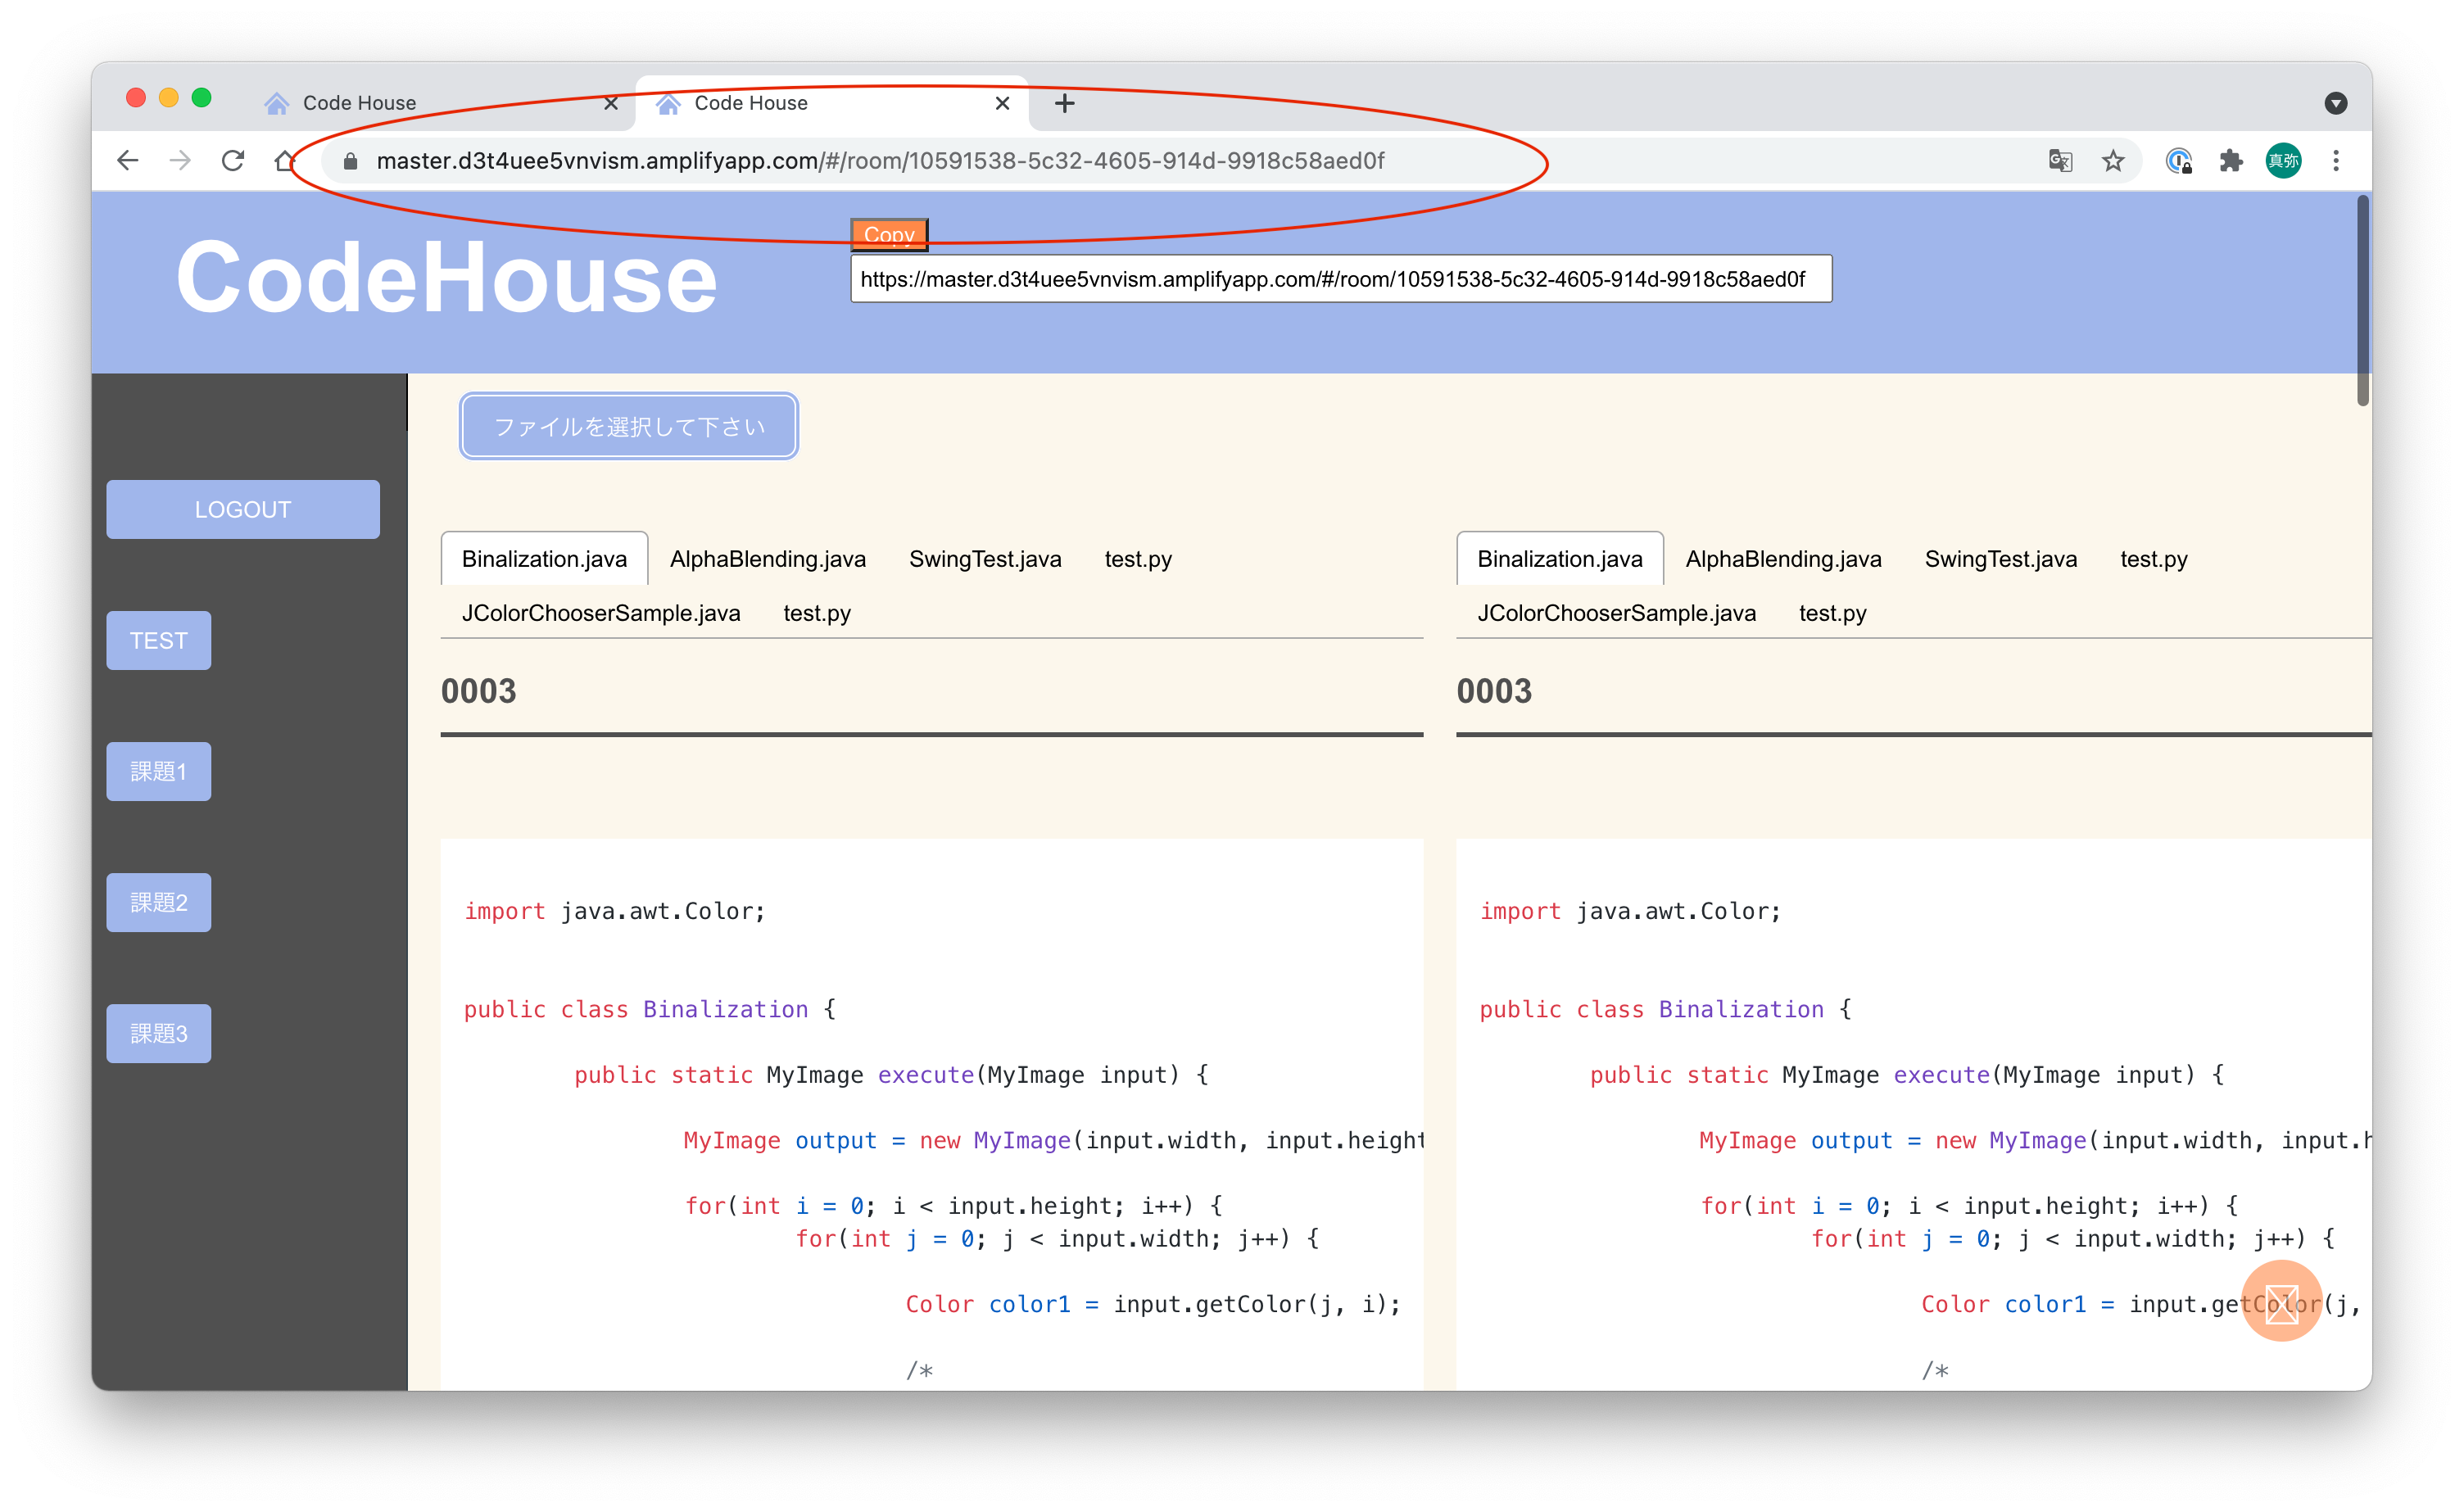 Code House
Code House
master.d3t4uee5vnvism.amplifyapp.com/#/room/10591538-5c32-4605-914d-9918c58aed0f
真弥
CodeHouse
Copy
https://master.d3t4uee5vnvism.amplifyapp.com/#/room/10591538-5c32-4605-914d-9918c58aed0f
ファイルを選択して下さい
LOGOUT
TEST
課題1
課題2
課題3
Binalization.java AlphaBlending.java SwingTest.java test.py
JColorChooserSample.java test.py
0003
import java.awt.Color;
public class Binalization {
public static MyImage execute(MyImage input) {
MyImage output = new MyImage(input.width, input.height
for(int i = 0; i < input.height; i++) {
for(int j = 0; j < input.width; j++) {
Color color1 = input.getColor(j, i);
/*
Binalization.java AlphaBlending.java SwingTest.java test.py
JColorChooserSample.java test.py
0003
import java.awt.Color;
public class Binalization {
public static MyImage execute(MyImage input) {
MyImage output = new MyImage(input.width, input.h
for(int i = 0; i < input.height; i++) {
for(int j = 0; j < input.width; j++) {
Color color1 = input.getColor(j,
/*